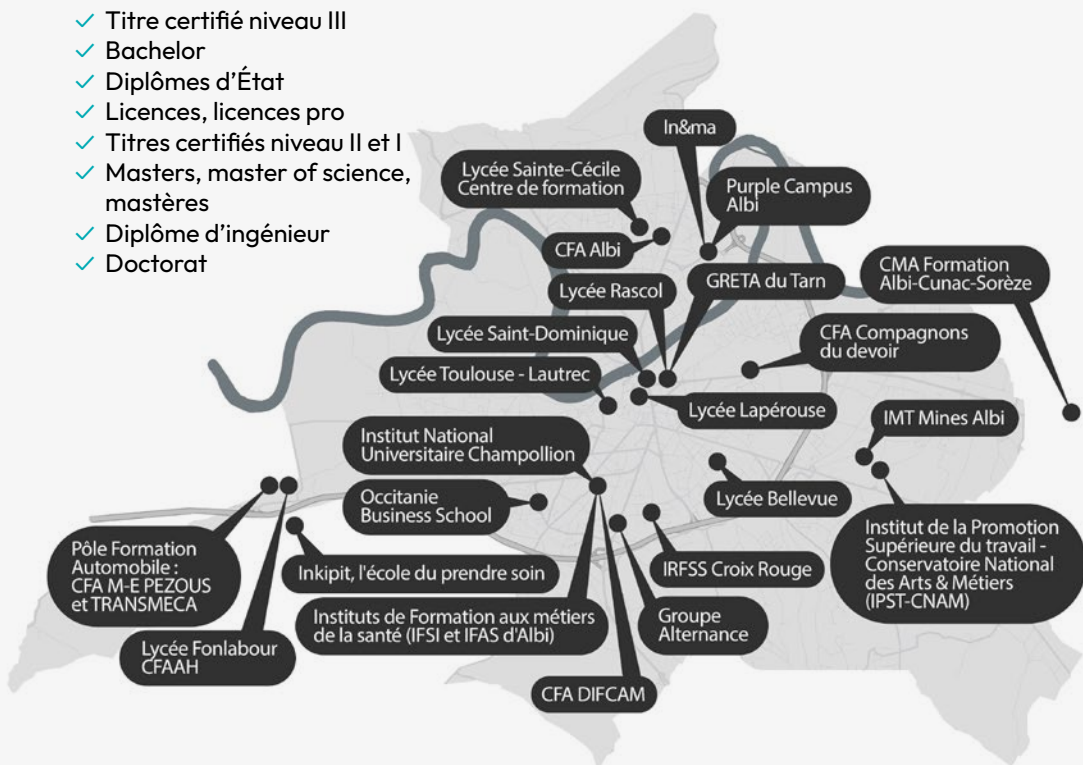 ✓ Titre certifié niveau III
✓ Bachelor
✓ Diplômes d'État
✓ Licences, licences pro
✓ Titres certifiés niveau II et I
✓ Masters, master of science,
mastères
✓ Diplôme d'ingénieur
✓ Doctorat
In&ma
Lycée Sainte-Cécile
Centre de formation
Purple Campus
Albi
CFA Albi
CMA Formation
Albi-Cunac-Sorèze
Lycée Rascol
GRETA du Tarn
Lycée Saint-Dominique
CFA Compagnons
du devoir
Lycée Toulouse - Lautrec
Lycée Lapérouse
IMT Mines Albi
Institut National
Universitaire Champollion
Occitanie
Business School
Lycée Bellevue
Pôle Formation
Automobile :
CFA M-E PEZOUS
et TRANSMECA
Inkipit, l'école du prendre soin
IRFSS Croix Rouge
Institut de la Promotion
Supérieure du travail -
Conservatoire National
des Arts & Métiers
(IPST-CNAM)
Instituts de Formation aux métiers
de la santé (IFSI et IFAS d'Albi)
Groupe
Alternance
Lycée Fonlabour
CFAAH
CFA DIFCAM